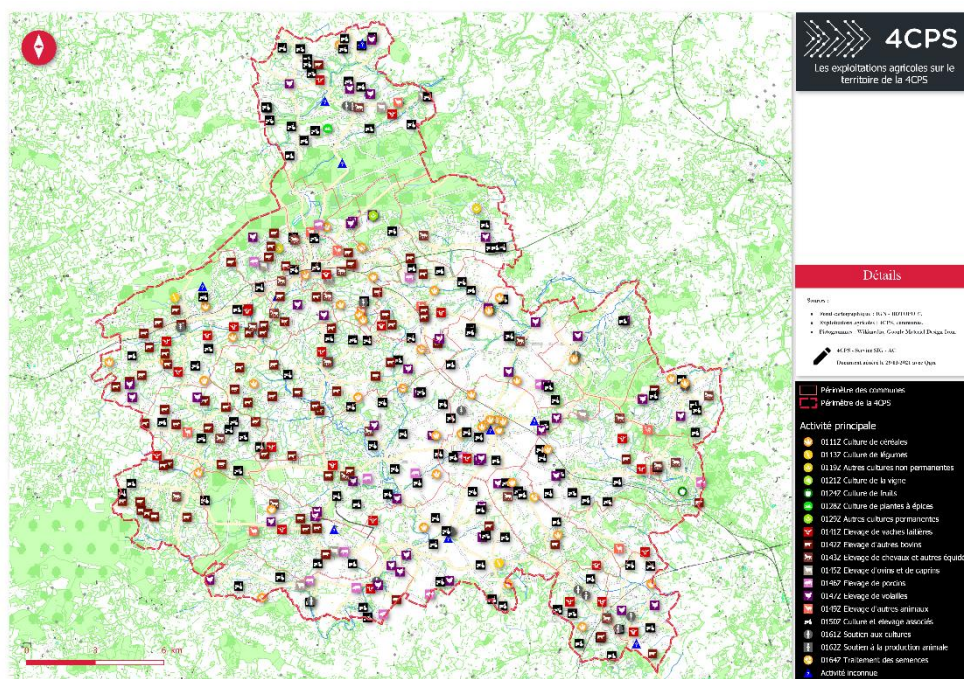 4CPS
Les exploitations agricoles sur le
territoire de la 4CPS
Détails
Sources :
Périmètre des communes
Périmètre de la 4CPS
Activité principale
0111Z Culture de céréales
0113Z Culture de légumes
0119Z Autres cultures non permanentes
0121Z Culture de la vigne
0124Z Culture de fruits
0128Z Culture de plantes à épices
0129Z Autres cultures permanentes
0141Z Elevage de vaches laitières
0142Z Elevage d'autres bovins
0143Z Elevage de chevaux et autres équidé
0145Z Elevage d'ovins et de caprins
0146Z Elevage de porcins
0147Z Elevage de volailles
0149Z Elevage d'autres animaux
0150Z Culture et élevage associés
0161Z Soutien aux cultures
0162Z Soutien à la production animale
0164Z Traitement des semences
Activité inconnue
0 3 6 km